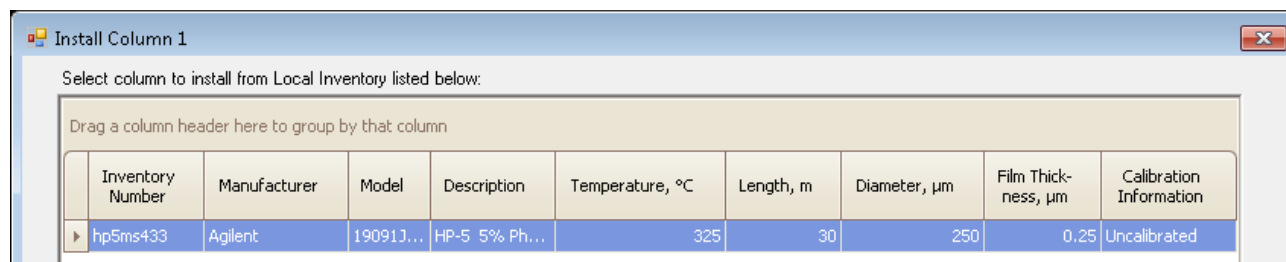 Install Column 1
Select column to install from Local Inventory listed below:
Drag a column header here to group by that column
Inventory Number Manufacturer Model Description Temperature, °C Length, m Diameter, µm Film Thick-ness, µm Calibration Information
hp5ms433 Agilent 19091J... HP-5 5% Ph... 325 30 250 0.25 Uncalibrated